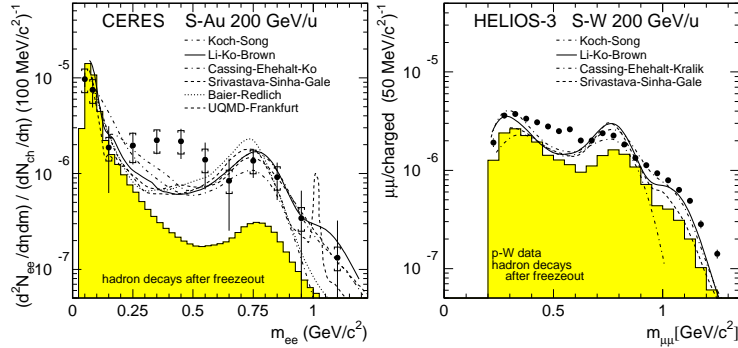 CERES S-Au 200 GeV/u
Koch-Song
Li-Ko-Brown
Cassing-Ehehalt-Ko
Srivastava-Sinha-Gale
Baier-Redlich
UQMD-Frankfurt
(d²Nee/dηdm) / (dNch/dη) (100 MeV/c²)⁻¹
10⁻⁵
10⁻⁶
10⁻⁷
hadron decays after freezeout
0 0.25 0.5 0.75 1
mee (GeV/c²)
HELIOS-3 S-W 200 GeV/u
Koch-Song
Li-Ko-Brown
Cassing-Ehehalt-Kralik
Srivastava-Sinha-Gale
μμ/charged (50 MeV/c²)⁻¹
10⁻⁵
10⁻⁶
10⁻⁷
p-W data
hadron decays
after freezeout
0 0.5 1
mμμ[GeV/c²]